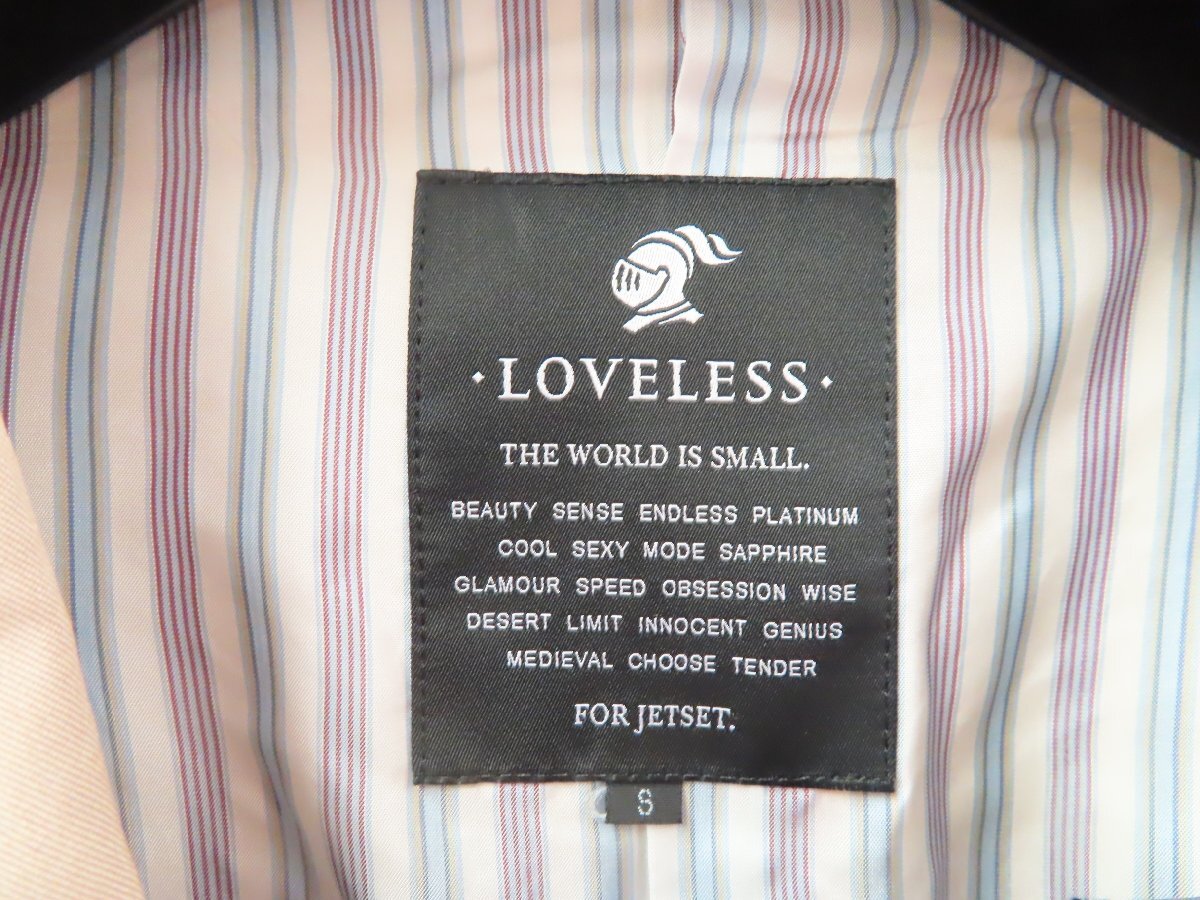 · LOVELESS ·
THE WORLD IS SMALL.
BEAUTY SENSE ENDLESS PLATINUM
COOL SEXY MODE SAPPHIRE
GLAMOUR SPEED OBSESSION WISE
DESERT LIMIT INNOCENT GENIUS
MEDIEVAL CHOOSE TENDER
FOR JETSET.
S